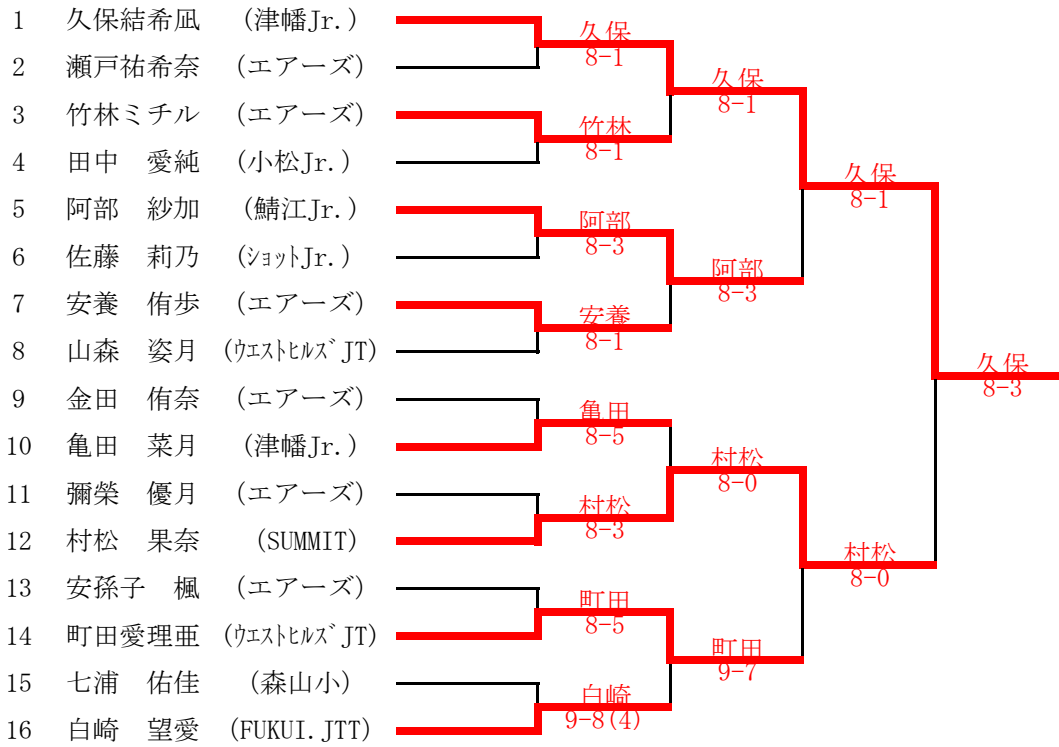 1 久保結希凪 (津幡Jr.)
久保
8-1
2 瀬戸祐希奈 (エアーズ)
久保
8-1
3 竹林ミチル (エアーズ)
竹林
8-1
4 田中 愛純 (小松Jr.)
久保
8-1
5 阿部 紗加 (鯖江Jr.)
阿部
8-3
6 佐藤 莉乃 (ショットJr.)
阿部
8-3
7 安養 侑歩 (エアーズ)
安養
8-1
8 山森 姿月 (ウエストヒルズJT)
久保
8-3
9 金田 侑奈 (エアーズ)
亀田
8-5
10 亀田 菜月 (津幡Jr.)
村松
8-0
11 彌榮 優月 (エアーズ)
村松
8-3
12 村松 果奈 (SUMMIT)
村松
8-0
13 安孫子 楓 (エアーズ)
町田
8-5
14 町田愛理亜 (ウエストヒルズJT)
町田
9-7
15 七浦 佑佳 (森山小)
白崎
9-8(4)
16 白崎 望愛 (FUKUI.JTT)